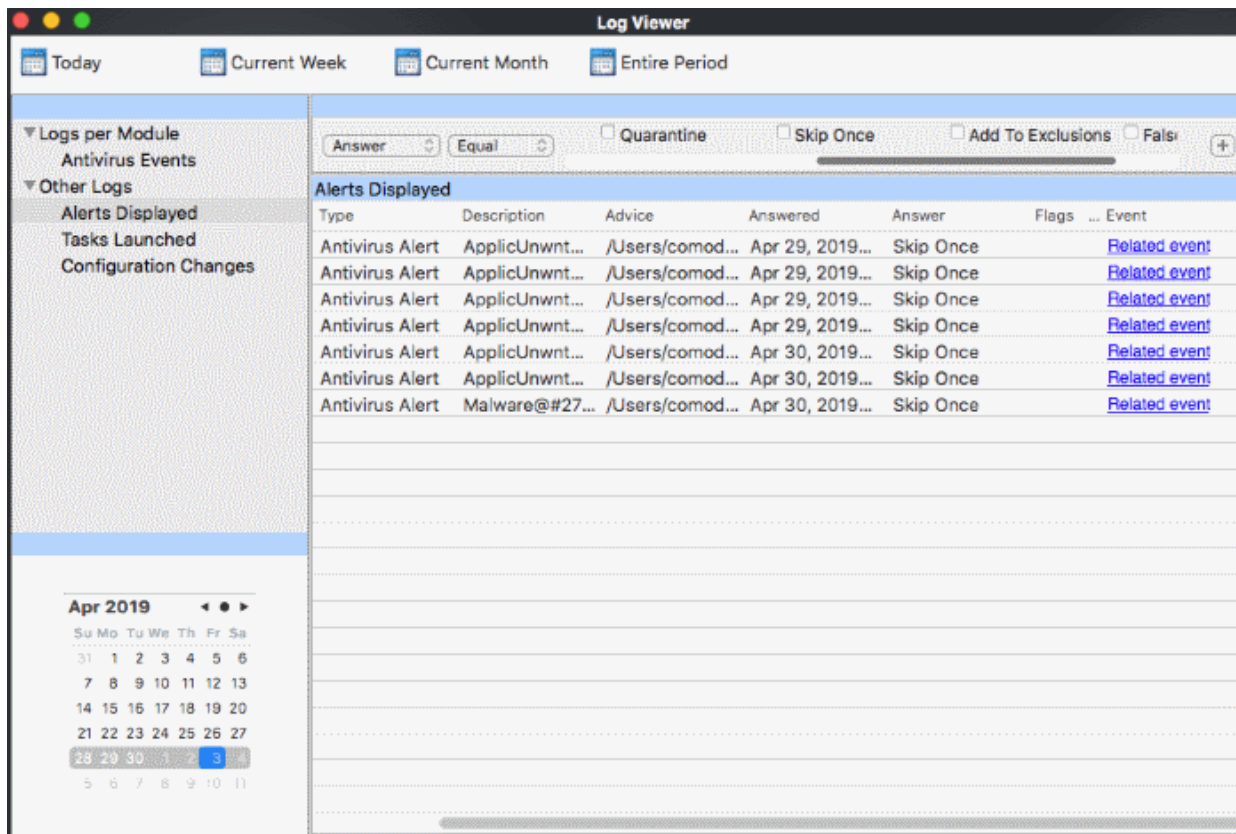 Log Viewer
Today Current Week Current Month Entire Period
Logs per Module
Antivirus Events
Other Logs
Alerts Displayed
Tasks Launched
Configuration Changes
Answer Equal Quarantine Skip Once Add To Exclusions Fals
Alerts Displayed
Type Description Advice Answered Answer Flags ... Event
Antivirus Alert ApplicUnwnt... /Users/comod... Apr 29, 2019... Skip Once Related event
Antivirus Alert ApplicUnwnt... /Users/comod... Apr 29, 2019... Skip Once Related event
Antivirus Alert ApplicUnwnt... /Users/comod... Apr 29, 2019... Skip Once Related event
Antivirus Alert ApplicUnwnt... /Users/comod... Apr 29, 2019... Skip Once Related event
Antivirus Alert ApplicUnwnt... /Users/comod... Apr 30, 2019... Skip Once Related event
Antivirus Alert ApplicUnwnt... /Users/comod... Apr 30, 2019... Skip Once Related event
Antivirus Alert Malware@#27... /Users/comod... Apr 30, 2019... Skip Once Related event
Apr 2019
Su Mo Tu We Th Fr Sa
31 1 2 3 4 5 6
7 8 9 10 11 12 13
14 15 16 17 18 19 20
21 22 23 24 25 26 27
28 29 30 1 2 3 4
5 6 7 8 9 10 11